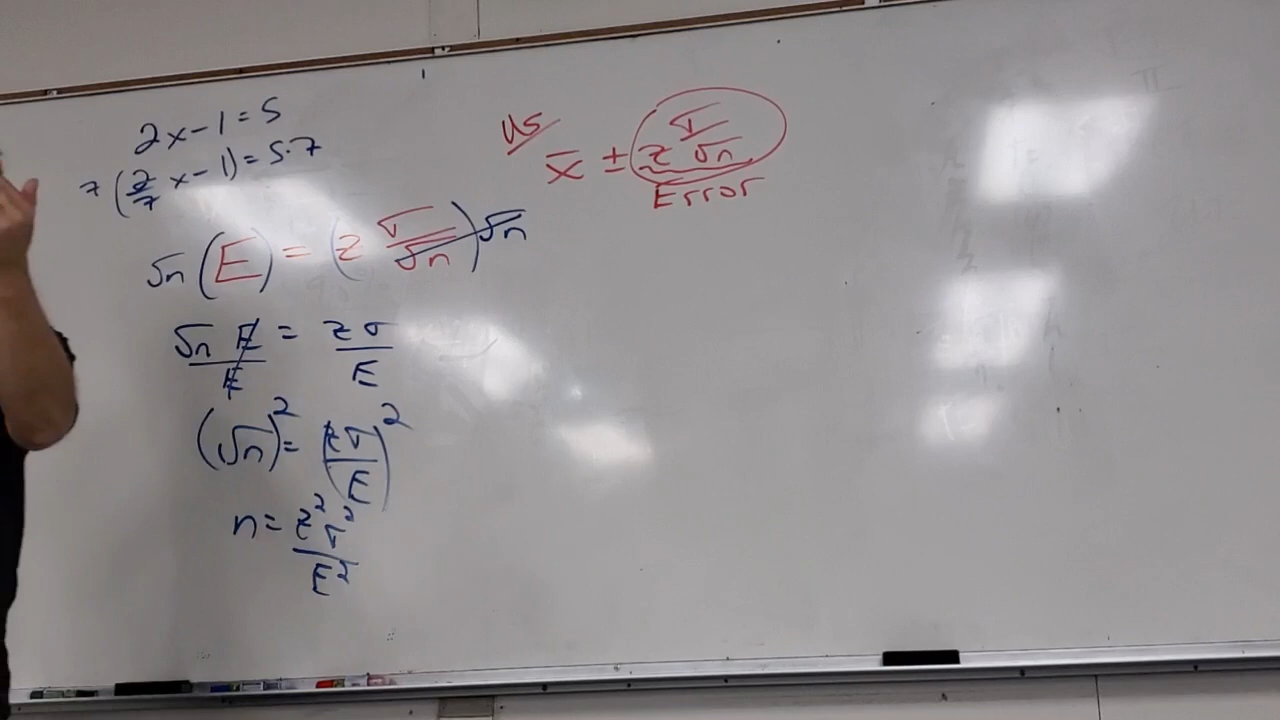 2x-1=5
7(2/7 x-1)=5·7
√n(E)=(z σ/√n)√n
√n E/E = zσ/E
(√n)²=(zσ/E)²
n=z²σ²/E²
US
x̄ ± z σ/√n
Error